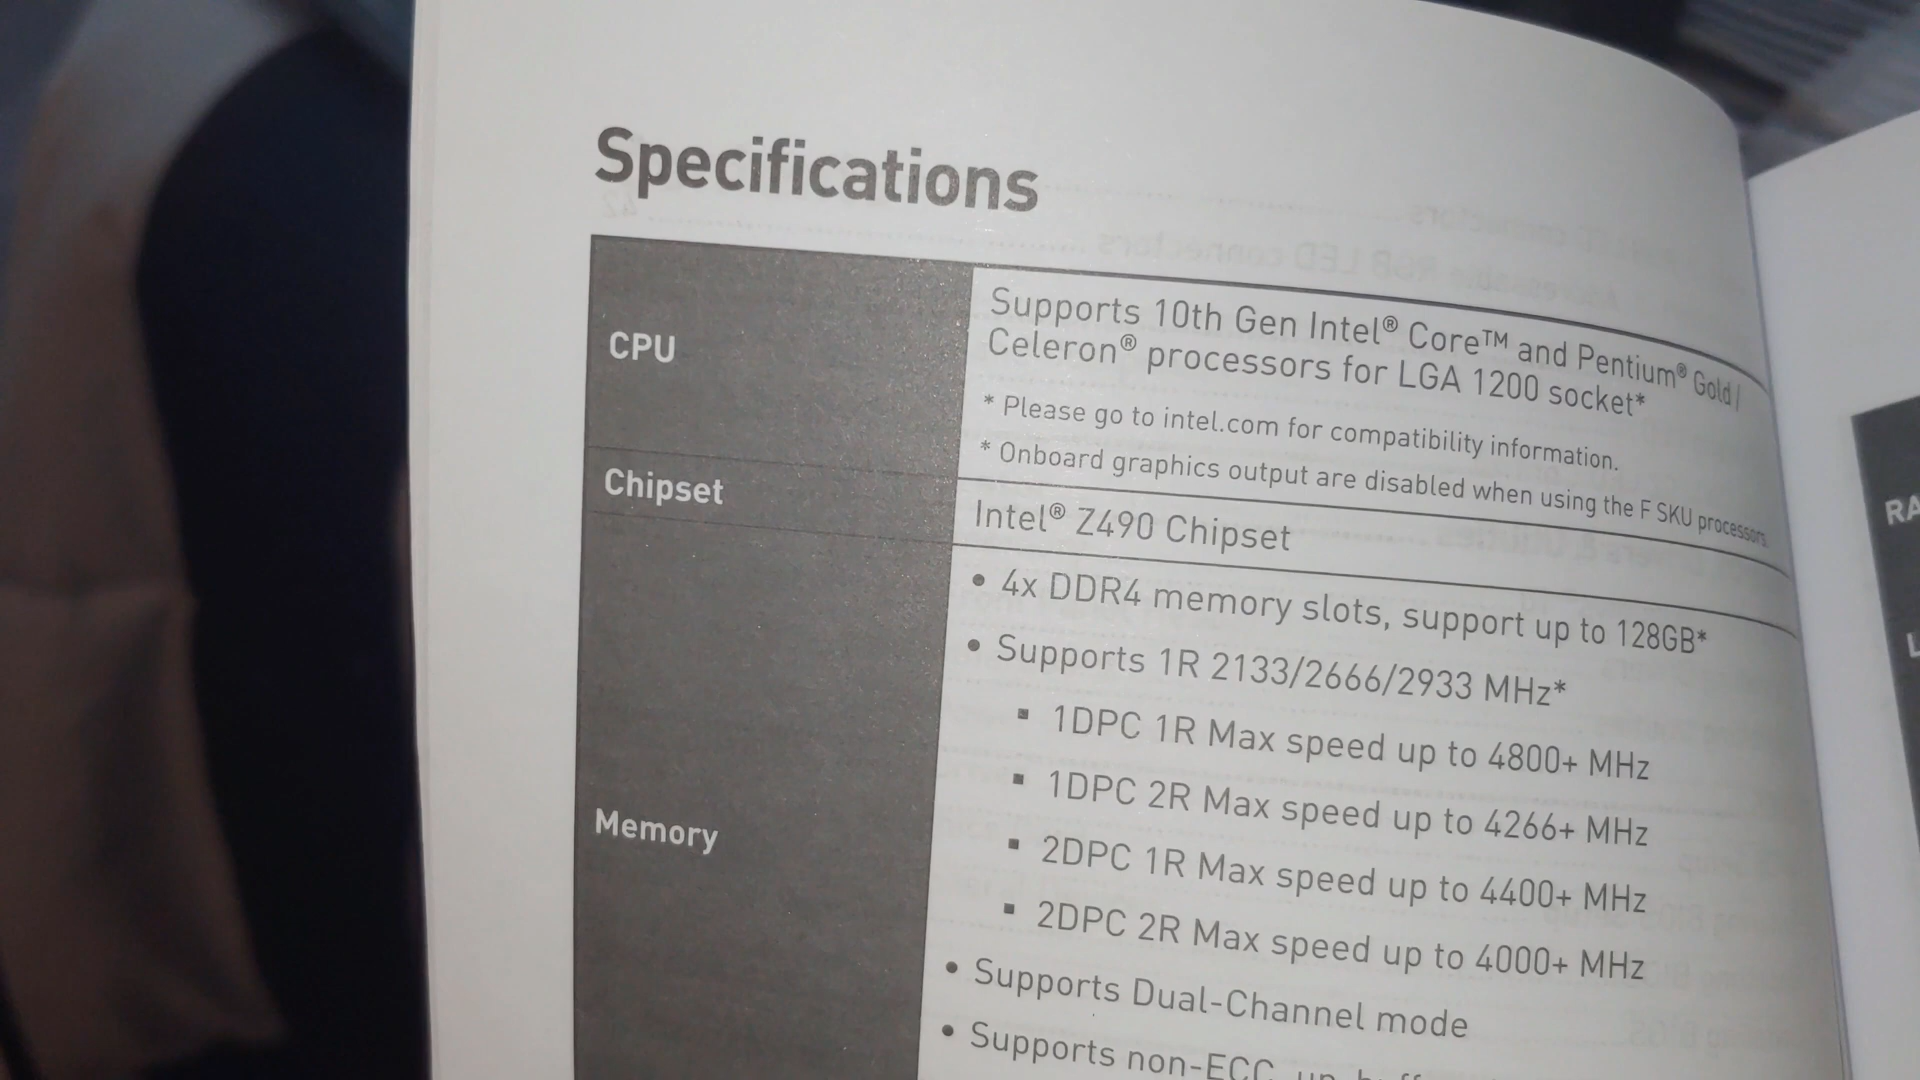 Specifications
CPU
Supports 10th Gen Intel® Core™ and Pentium® Gold /
Celeron® processors for LGA 1200 socket*
* Please go to intel.com for compatibility information.
* Onboard graphics output are disabled when using the F SKU processors.
Chipset
Intel® Z490 Chipset
Memory
• 4x DDR4 memory slots, support up to 128GB*
• Supports 1R 2133/2666/2933 MHz*
▪ 1DPC 1R Max speed up to 4800+ MHz
▪ 1DPC 2R Max speed up to 4266+ MHz
▪ 2DPC 1R Max speed up to 4400+ MHz
▪ 2DPC 2R Max speed up to 4000+ MHz
• Supports Dual-Channel mode
• Supports non-ECC,
RA
L